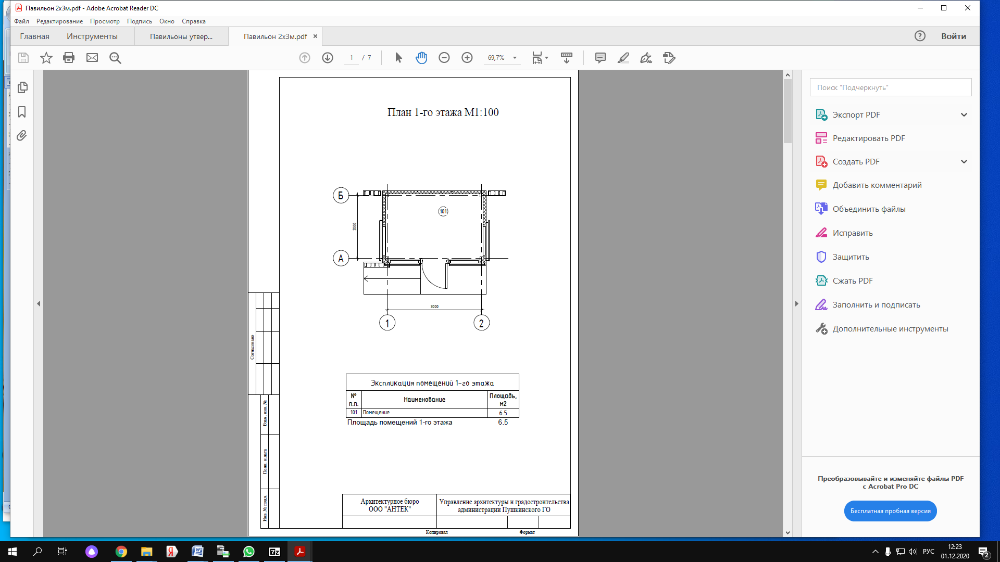 Павильон 2х3м.pdf - Adobe Acrobat Reader DC
Файл Редактирование Просмотр Подпись Окно Справка
Главная Инструменты Павильоны утвер... Павильон 2х3м.pdf Войти
1 / 7 69,7%
Поиск "Подчеркнуть"
Экспорт PDF
Редактировать PDF
Создать PDF
Добавить комментарий
Объединить файлы
Исправить
Защитить
Сжать PDF
Заполнить и подписать
Дополнительные инструменты
Преобразовывайте и изменяйте файлы PDF
с Acrobat Pro DC
Бесплатная пробная версия
План 1-го этажа М1:100
Б
101
2000
А
3000
1 2
Согласовано
Взам. инв. №
Подп. и дата
Инв. № подл.
Экспликация помещений 1-го этажа
№
п.п.
Наименование
Площадь,
м2
101 Помещение 6.5
Площадь помещений 1-го этажа 6.5
Архитектурное бюро
ООО "АНТЕК"
Управление архитектуры и градостроительства
администрации Пушкинского ГО
Копировал Формат
РУС
12:23
01.12.2020
2